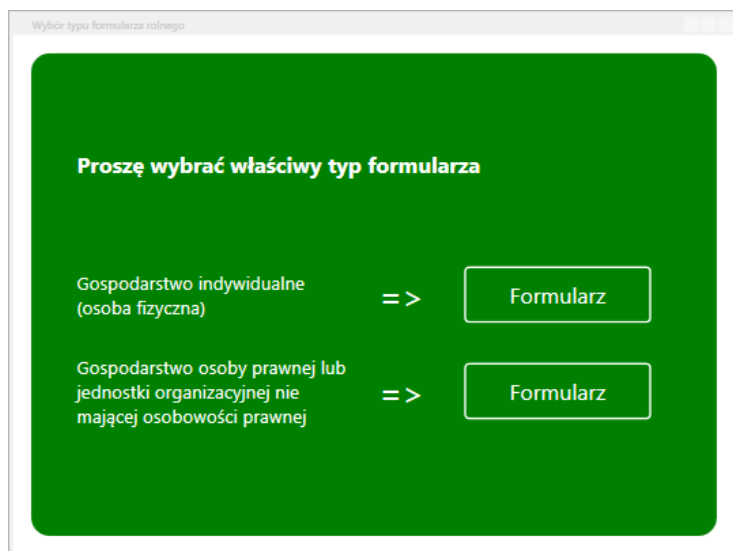 Wybór typu formularza rolnego
Proszę wybrać właściwy typ formularza
Gospodarstwo indywidualne
(osoba fizyczna)
=>
Formularz
Gospodarstwo osoby prawnej lub
jednostki organizacyjnej nie
mającej osobowości prawnej
=>
Formularz